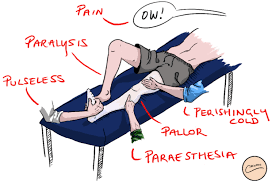 PAIN
OW!
PARALYSIS
PULSELESS
PERISHINGLY
COLD
PALLOR
PARAESTHESIA